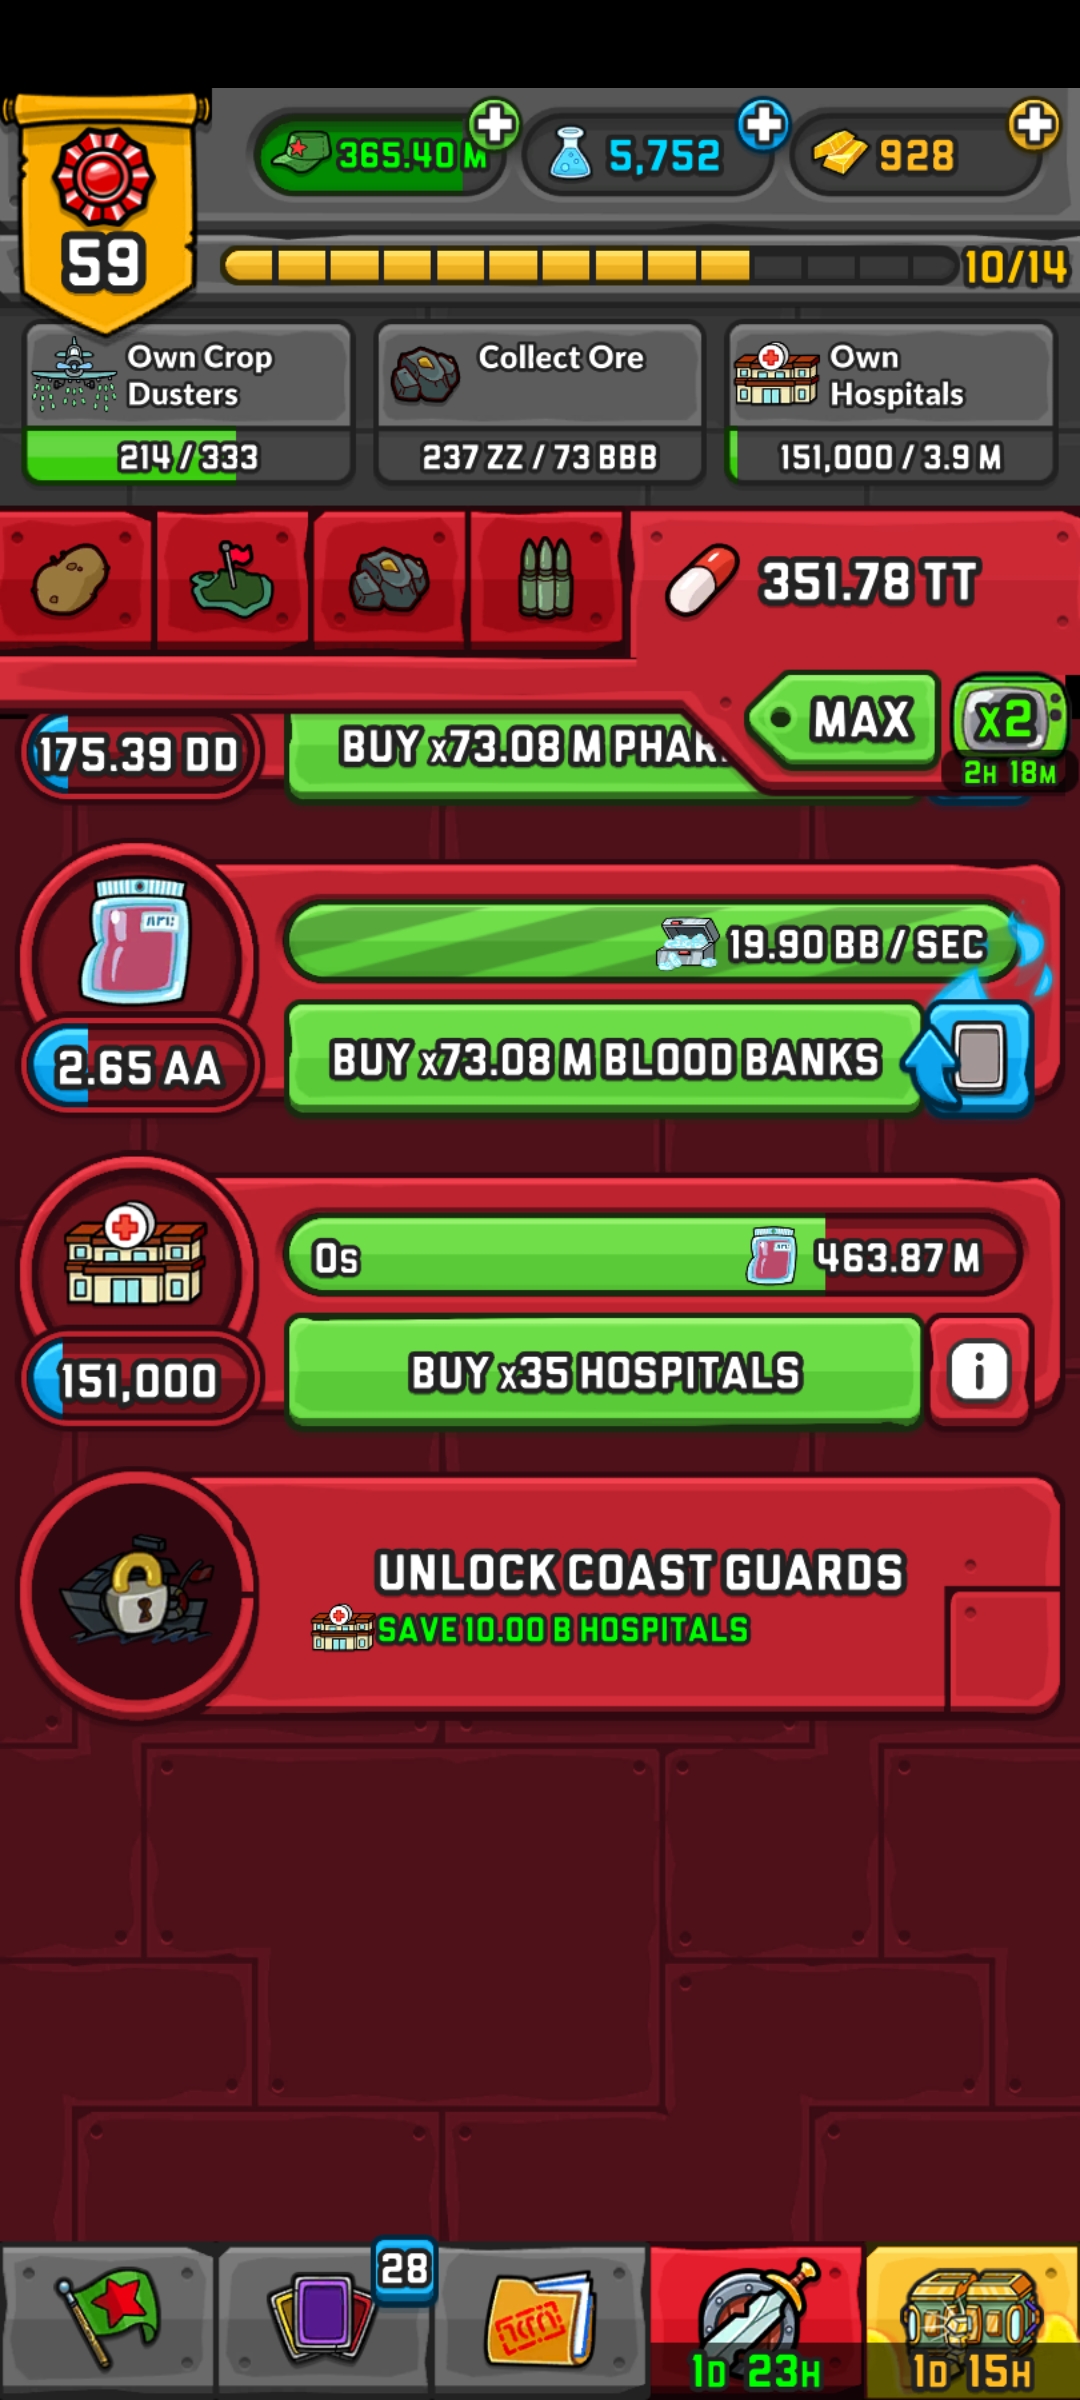 365.40 M
5,752
928
59
10/14
Own Crop
Dusters
214 / 333
Collect Ore
237 ZZ / 73 BBB
Own
Hospitals
151,000 / 3.9 M
351.78 TT
MAX
x2
2H 18M
175.39 DD
BUY x73.08 M PHAR
19.90 BB / SEC
2.65 AA
BUY x73.08 M BLOOD BANKS
0s
463.87 M
151,000
BUY x35 HOSPITALS
i
UNLOCK COAST GUARDS
SAVE 10.00 B HOSPITALS
28
1D 23H
1D 15H